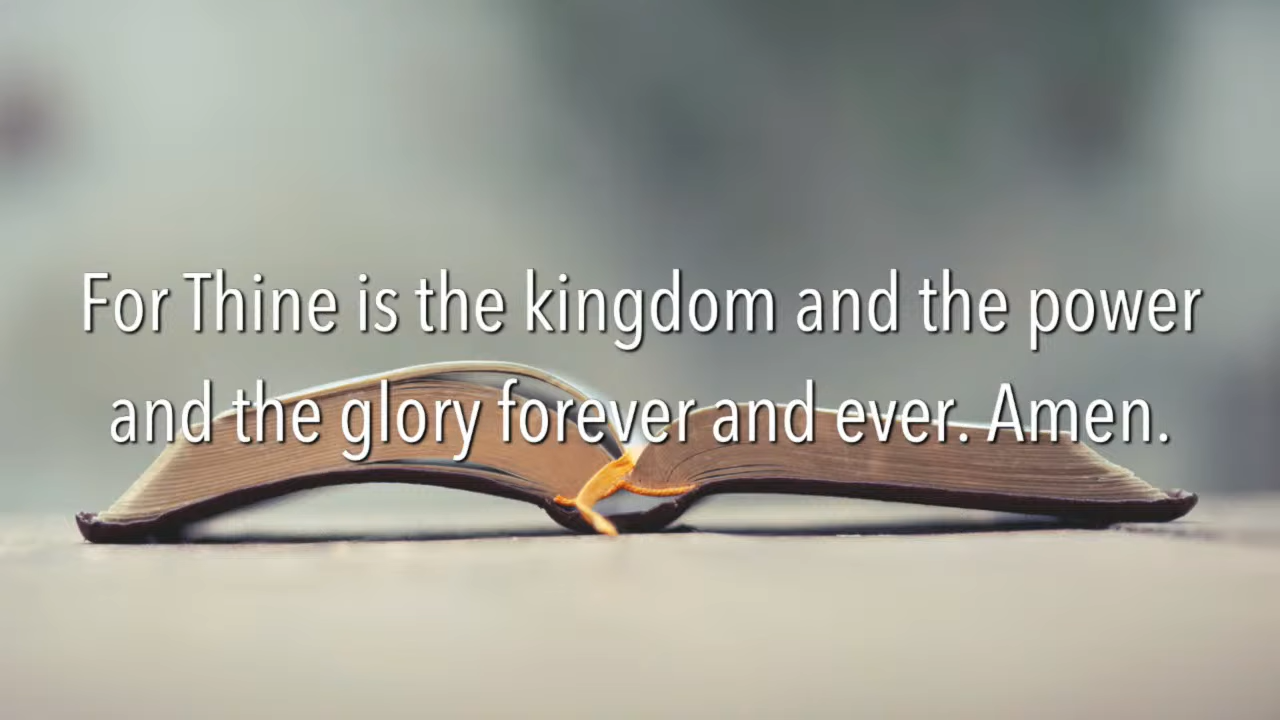 For Thine is the kingdom and the power
and the glory forever and ever. Amen.